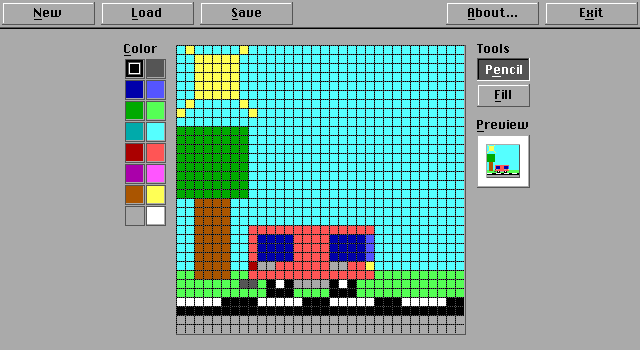 New Load Save About... Exit
Color
Tools
Pencil
Fill
Preview